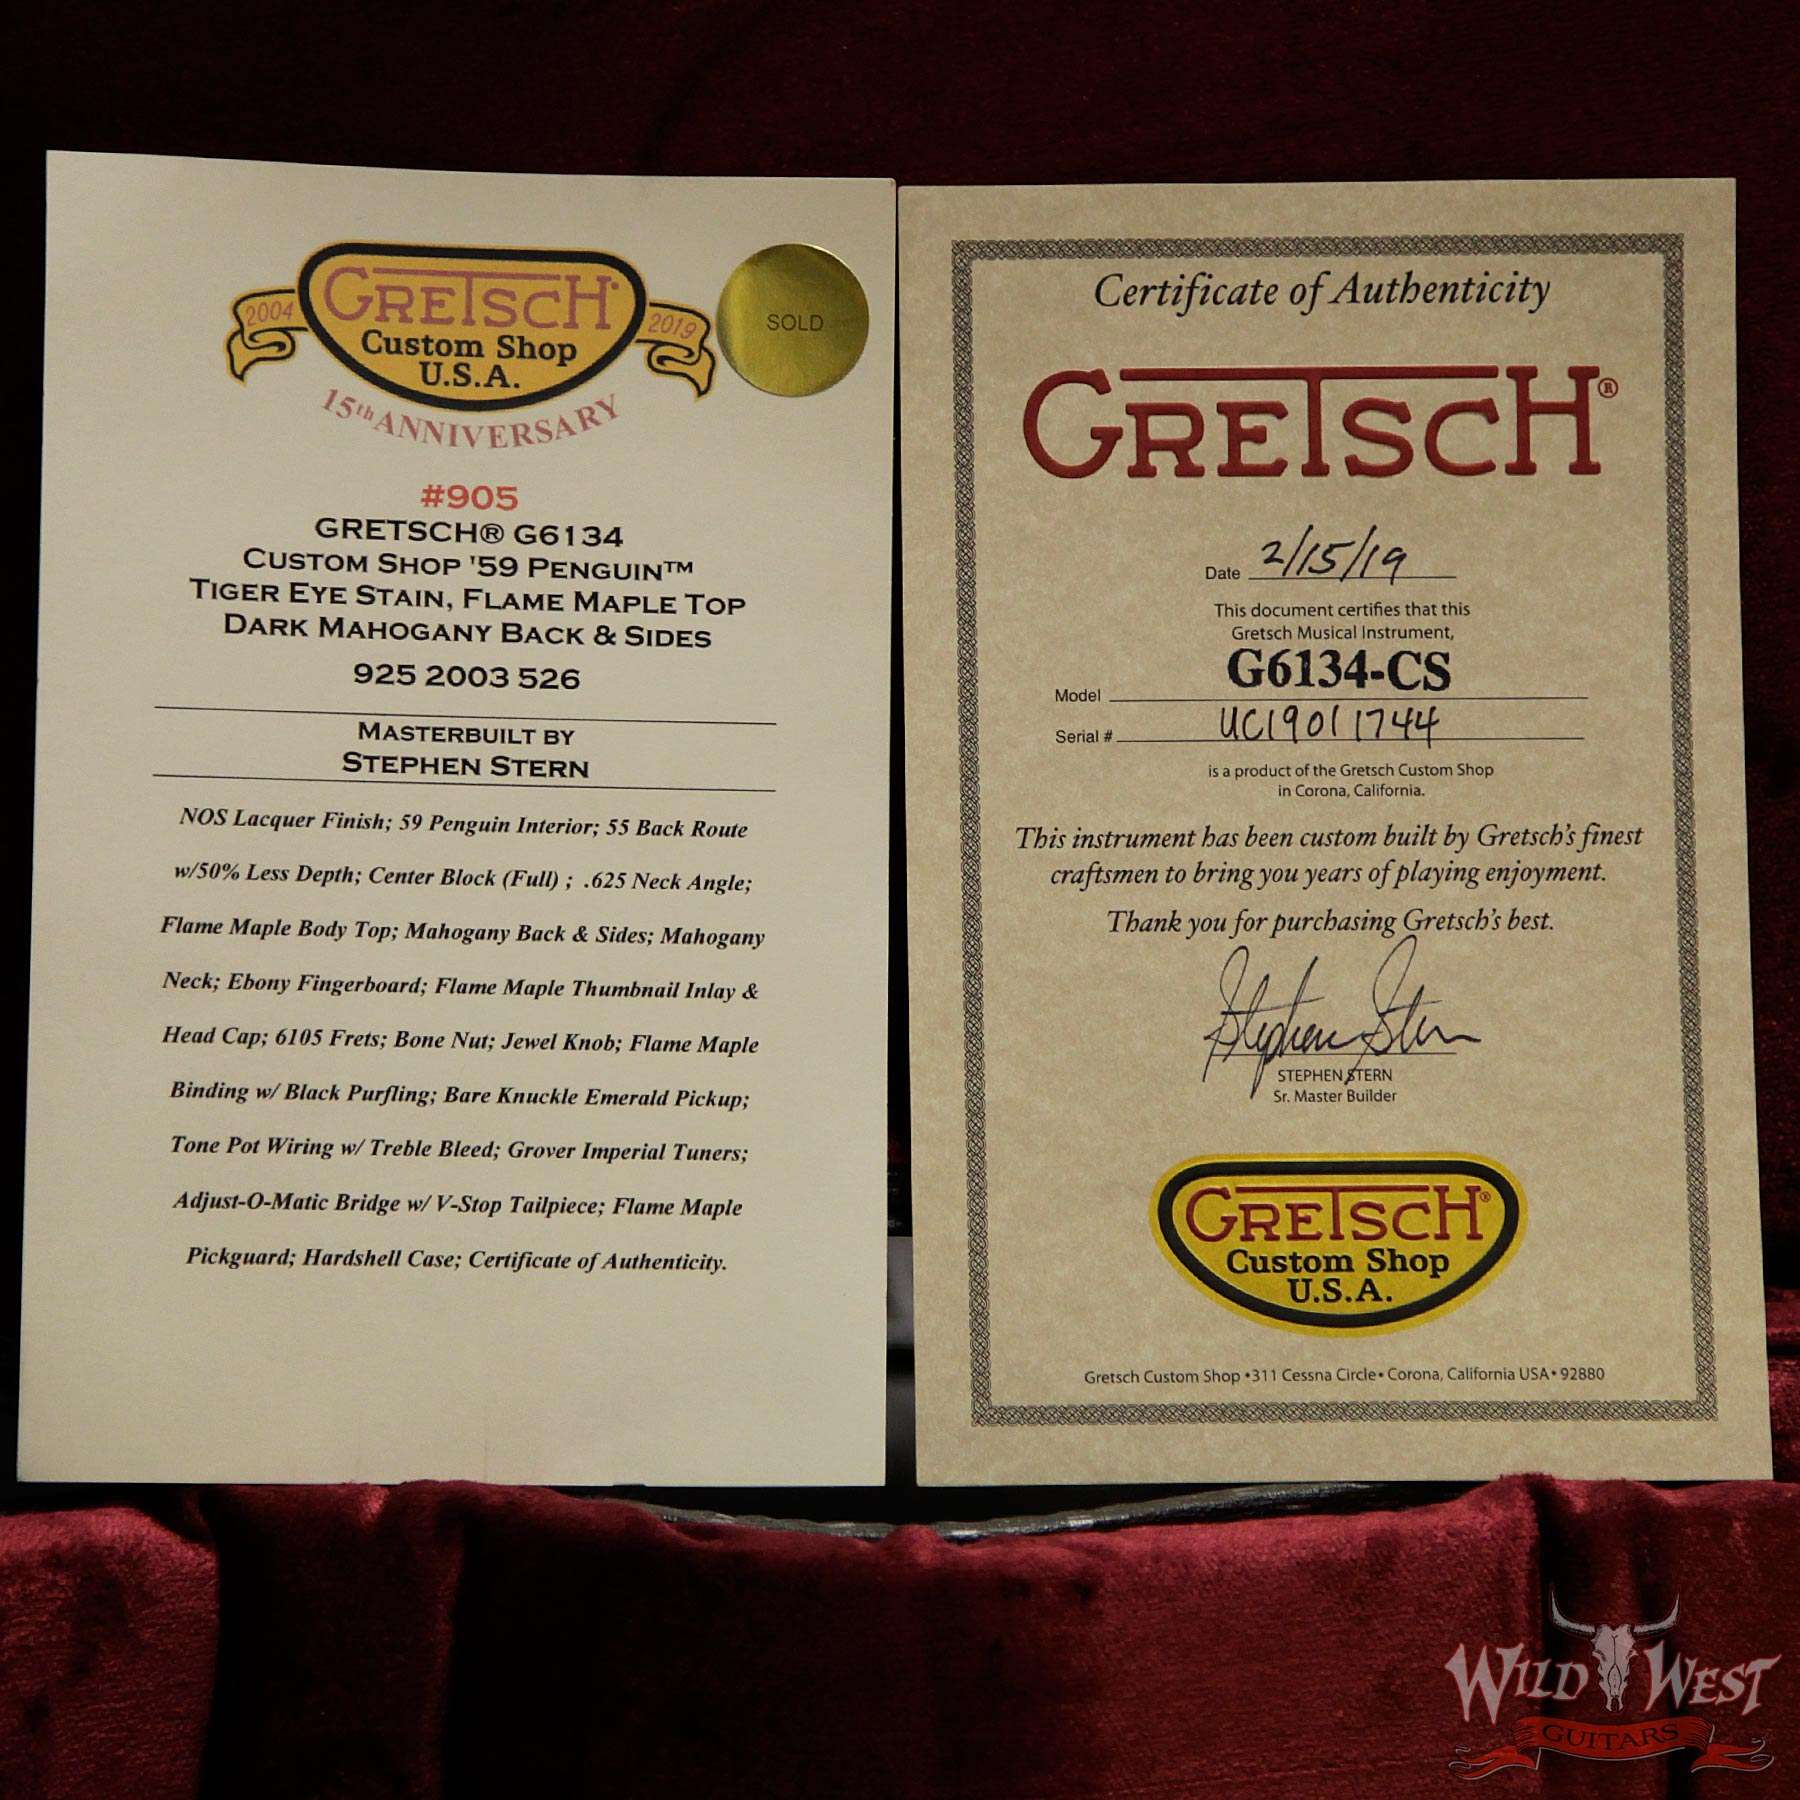 2004
GRETSCH
2019
Custom Shop
U.S.A.
15th ANNIVERSARY
SOLD
#905
GRETSCH® G6134
CUSTOM SHOP '59 PENGUIN™
TIGER EYE STAIN, FLAME MAPLE TOP
DARK MAHOGANY BACK & SIDES
925 2003 526
MASTERBUILT BY
STEPHEN STERN
NOS Lacquer Finish; 59 Penguin Interior; 55 Back Route
w/50% Less Depth; Center Block (Full) ; .625 Neck Angle;
Flame Maple Body Top; Mahogany Back & Sides; Mahogany
Neck; Ebony Fingerboard; Flame Maple Thumbnail Inlay &
Head Cap; 6105 Frets; Bone Nut; Jewel Knob; Flame Maple
Binding w/ Black Purfling; Bare Knuckle Emerald Pickup;
Tone Pot Wiring w/ Treble Bleed; Grover Imperial Tuners;
Adjust-O-Matic Bridge w/ V-Stop Tailpiece; Flame Maple
Pickguard; Hardshell Case; Certificate of Authenticity.
Certificate of Authenticity
GRETSCH®
Date 2/15/19
This document certifies that this
Gretsch Musical Instrument,
Model G6134-CS
Serial # UC19011744
is a product of the Gretsch Custom Shop
in Corona, California.
This instrument has been custom built by Gretsch's finest
craftsmen to bring you years of playing enjoyment.
Thank you for purchasing Gretsch's best.
Stephen Stern
STEPHEN STERN
Sr. Master Builder
GRETSCH®
Custom Shop
U.S.A.
Gretsch Custom Shop • 311 Cessna Circle • Corona, California USA • 92880
WILD WEST
GUITARS